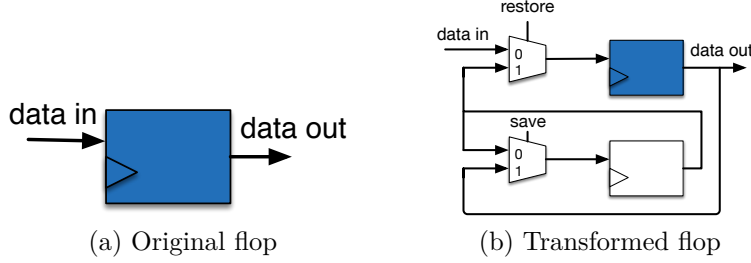 data in
data out
(a) Original flop
restore
data in
0
1
data out
save
0
1
(b) Transformed flop